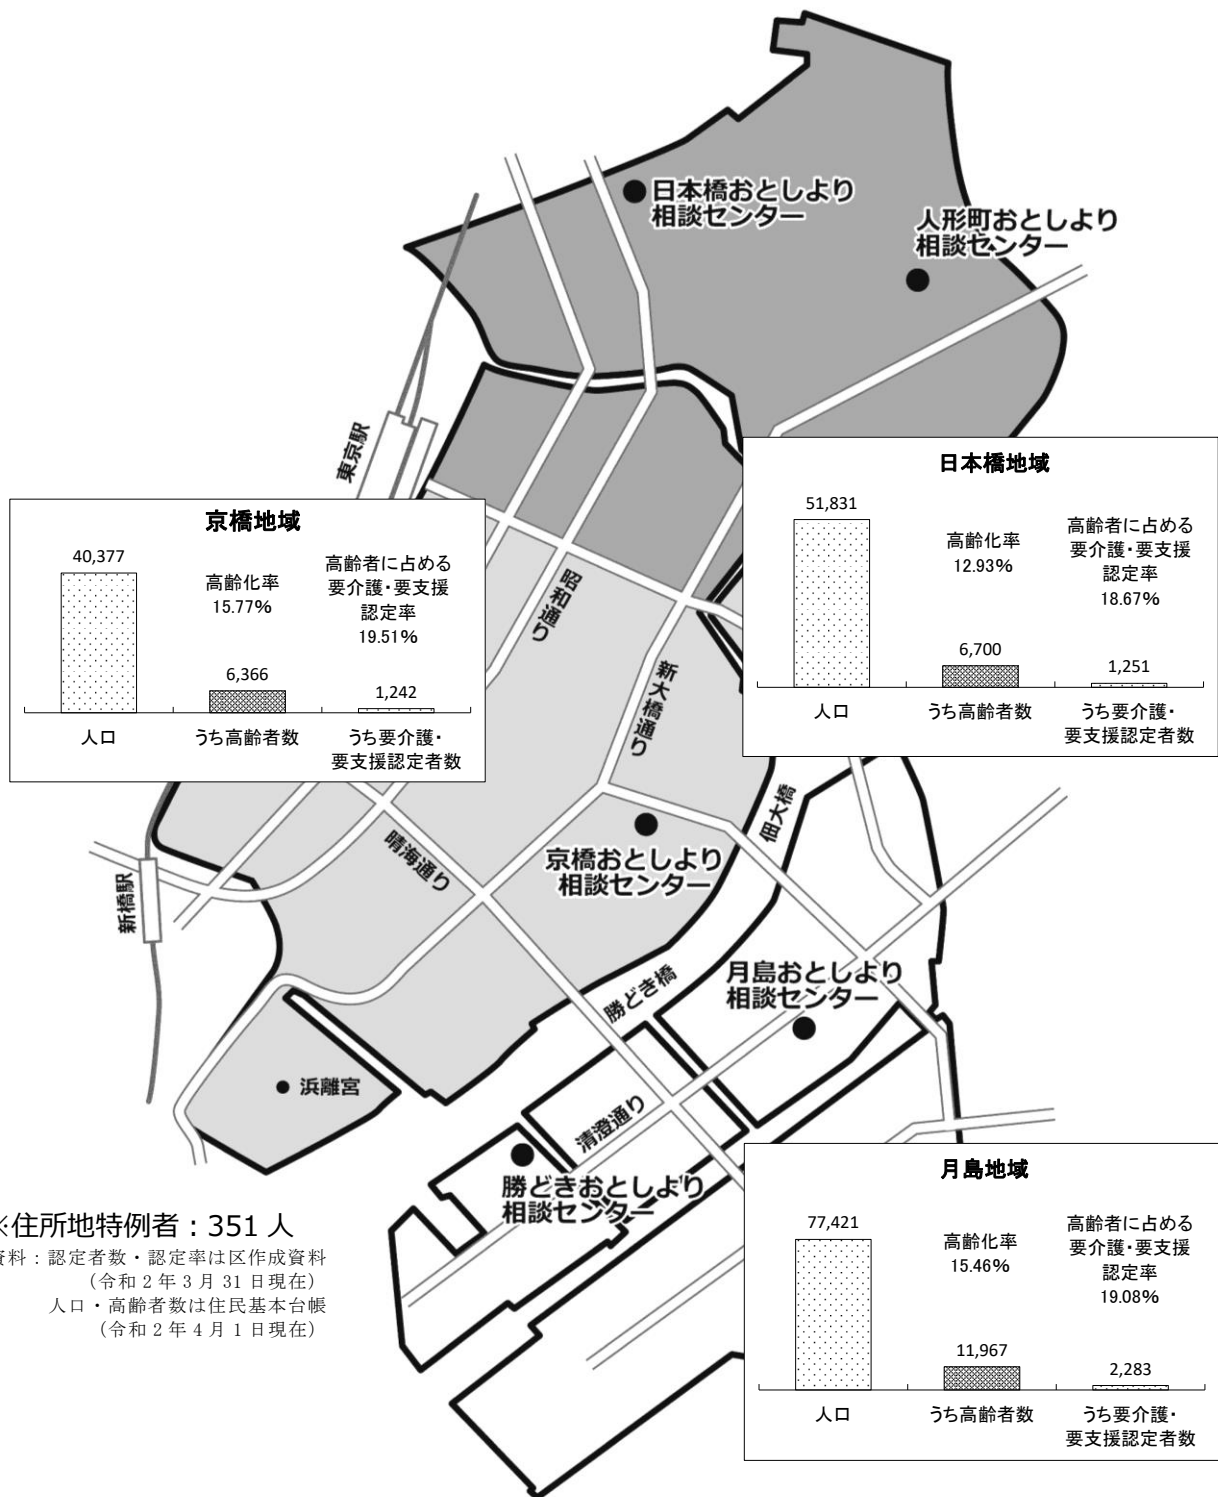 日本橋おとしより
相談センター
人形町おとしより
相談センター
東京駅
日本橋地域
51,831
高齢化率
12.93%
高齢者に占める
要介護・要支援
認定率
18.67%
6,700
1,251
人口
うち高齢者数
うち要介護・
要支援認定者数
京橋地域
40,377
高齢化率
15.77%
高齢者に占める
要介護・要支援
認定率
19.51%
6,366
1,242
人口
うち高齢者数
うち要介護・
要支援認定者数
昭和通り
新大橋通り
佃大橋
晴海通り
京橋おとしより
相談センター
新橋駅
月島おとしより
相談センター
勝どき橋
浜離宮
清澄通り
勝どきおとしより
相談センター
月島地域
77,421
高齢化率
15.46%
高齢者に占める
要介護・要支援
認定率
19.08%
11,967
2,283
人口
うち高齢者数
うち要介護・
要支援認定者数
※住所地特例者：351 人
資料：認定者数・認定率は区作成資料
（令和 2 年 3 月 31 日現在）
人口・高齢者数は住民基本台帳
（令和 2 年 4 月 1 日現在）